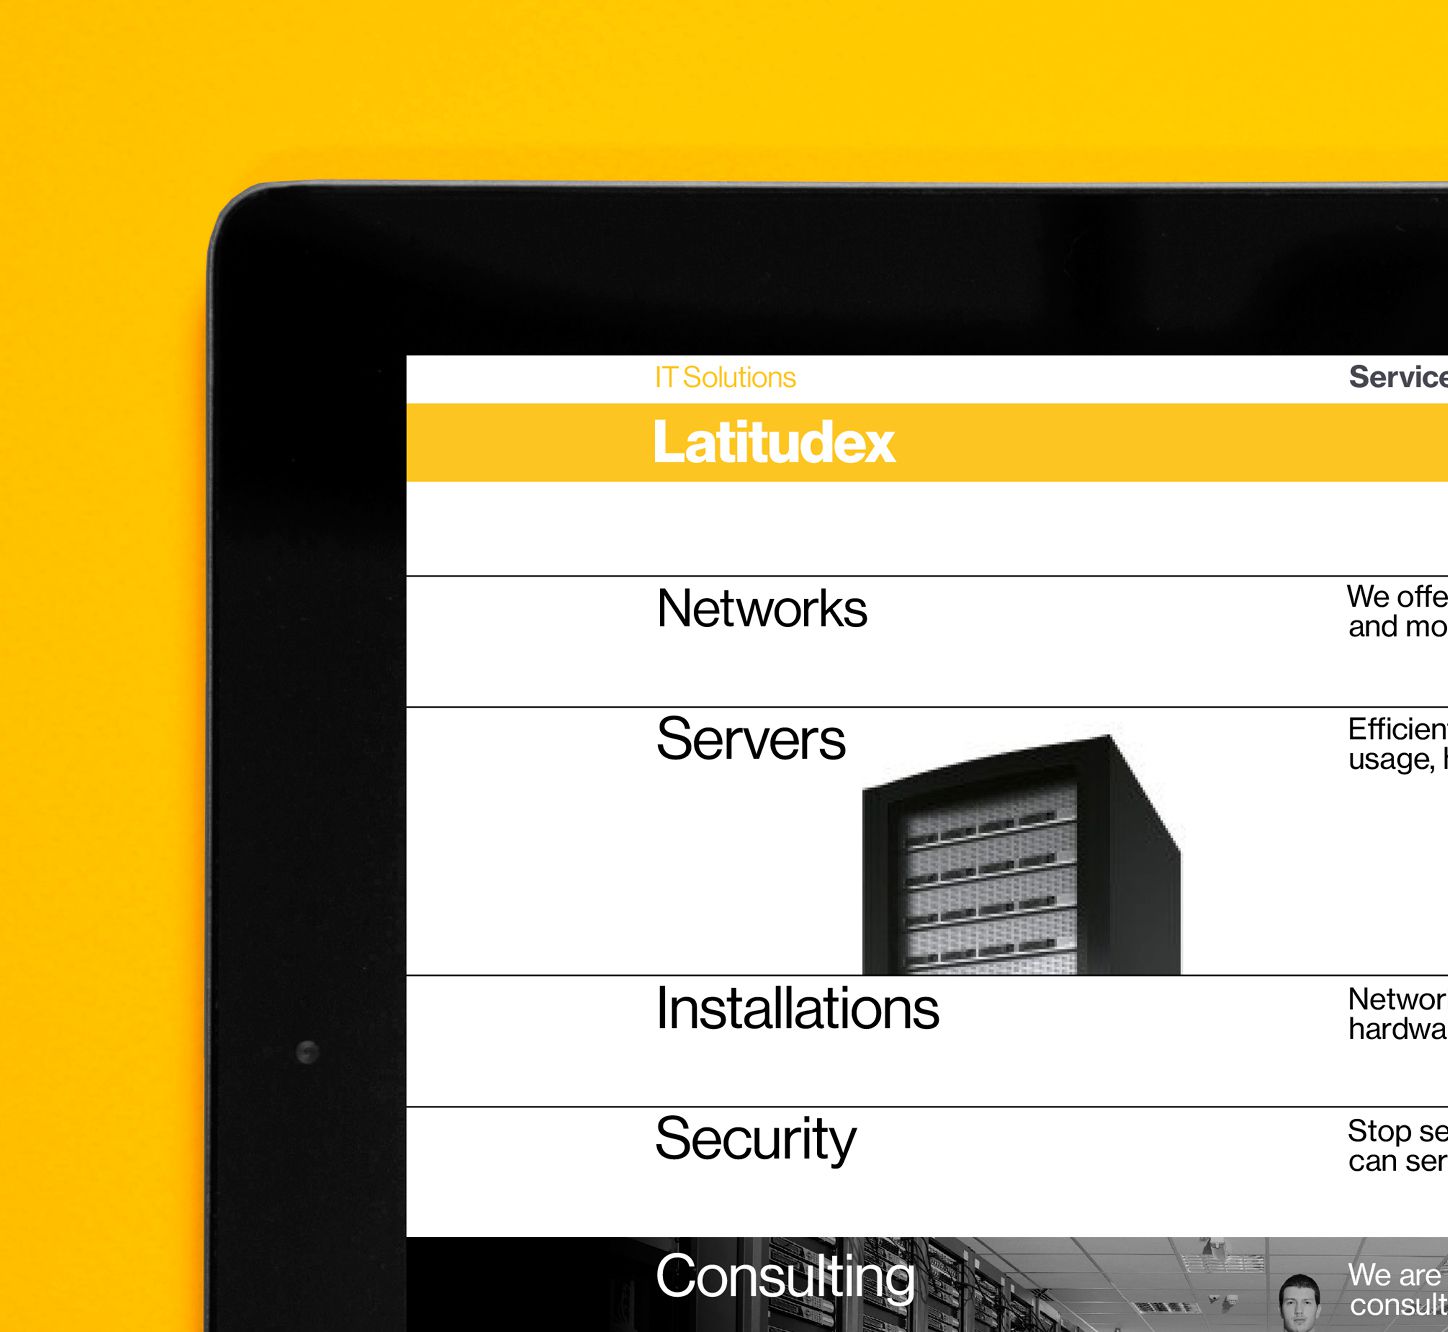 IT Solutions
Service
Latitudex
Networks
We offe
and mo
Servers
Efficien
usage,
Installations
Networ
hardwa
Security
Stop se
can ser
Consulting
We are
consult